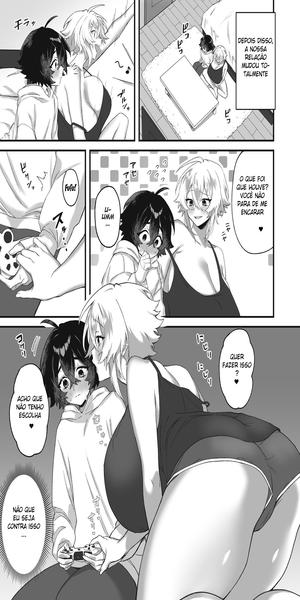 DEPOIS DISSO,
A NOSSA
RELAÇÃO
MUDOU TO-
TALMENTE
O QUE FOI
QUE HOUVE?
VOCÊ NÃO
PARA DE ME
ENCARAR
♥
U-
UMM
FUFU!
QUER
FAZER ISSO
?
♥
ACHO QUE
NÃO TENHO
ESCOLHA
♥
NÃO QUE
EU SEJA
CONTRA ISSO
...